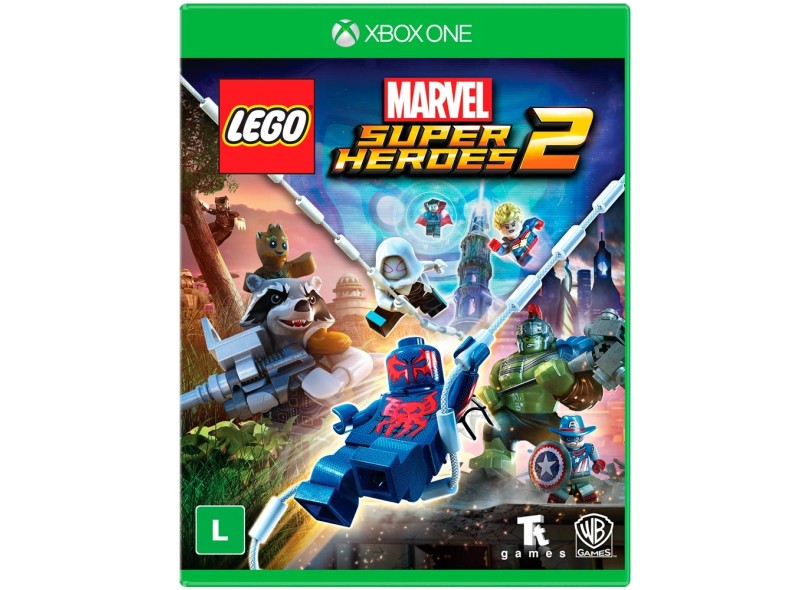 XBOX ONE
LEGO
MARVEL
SUPER
HEROES 2
L
Tt
games
WB
GAMES